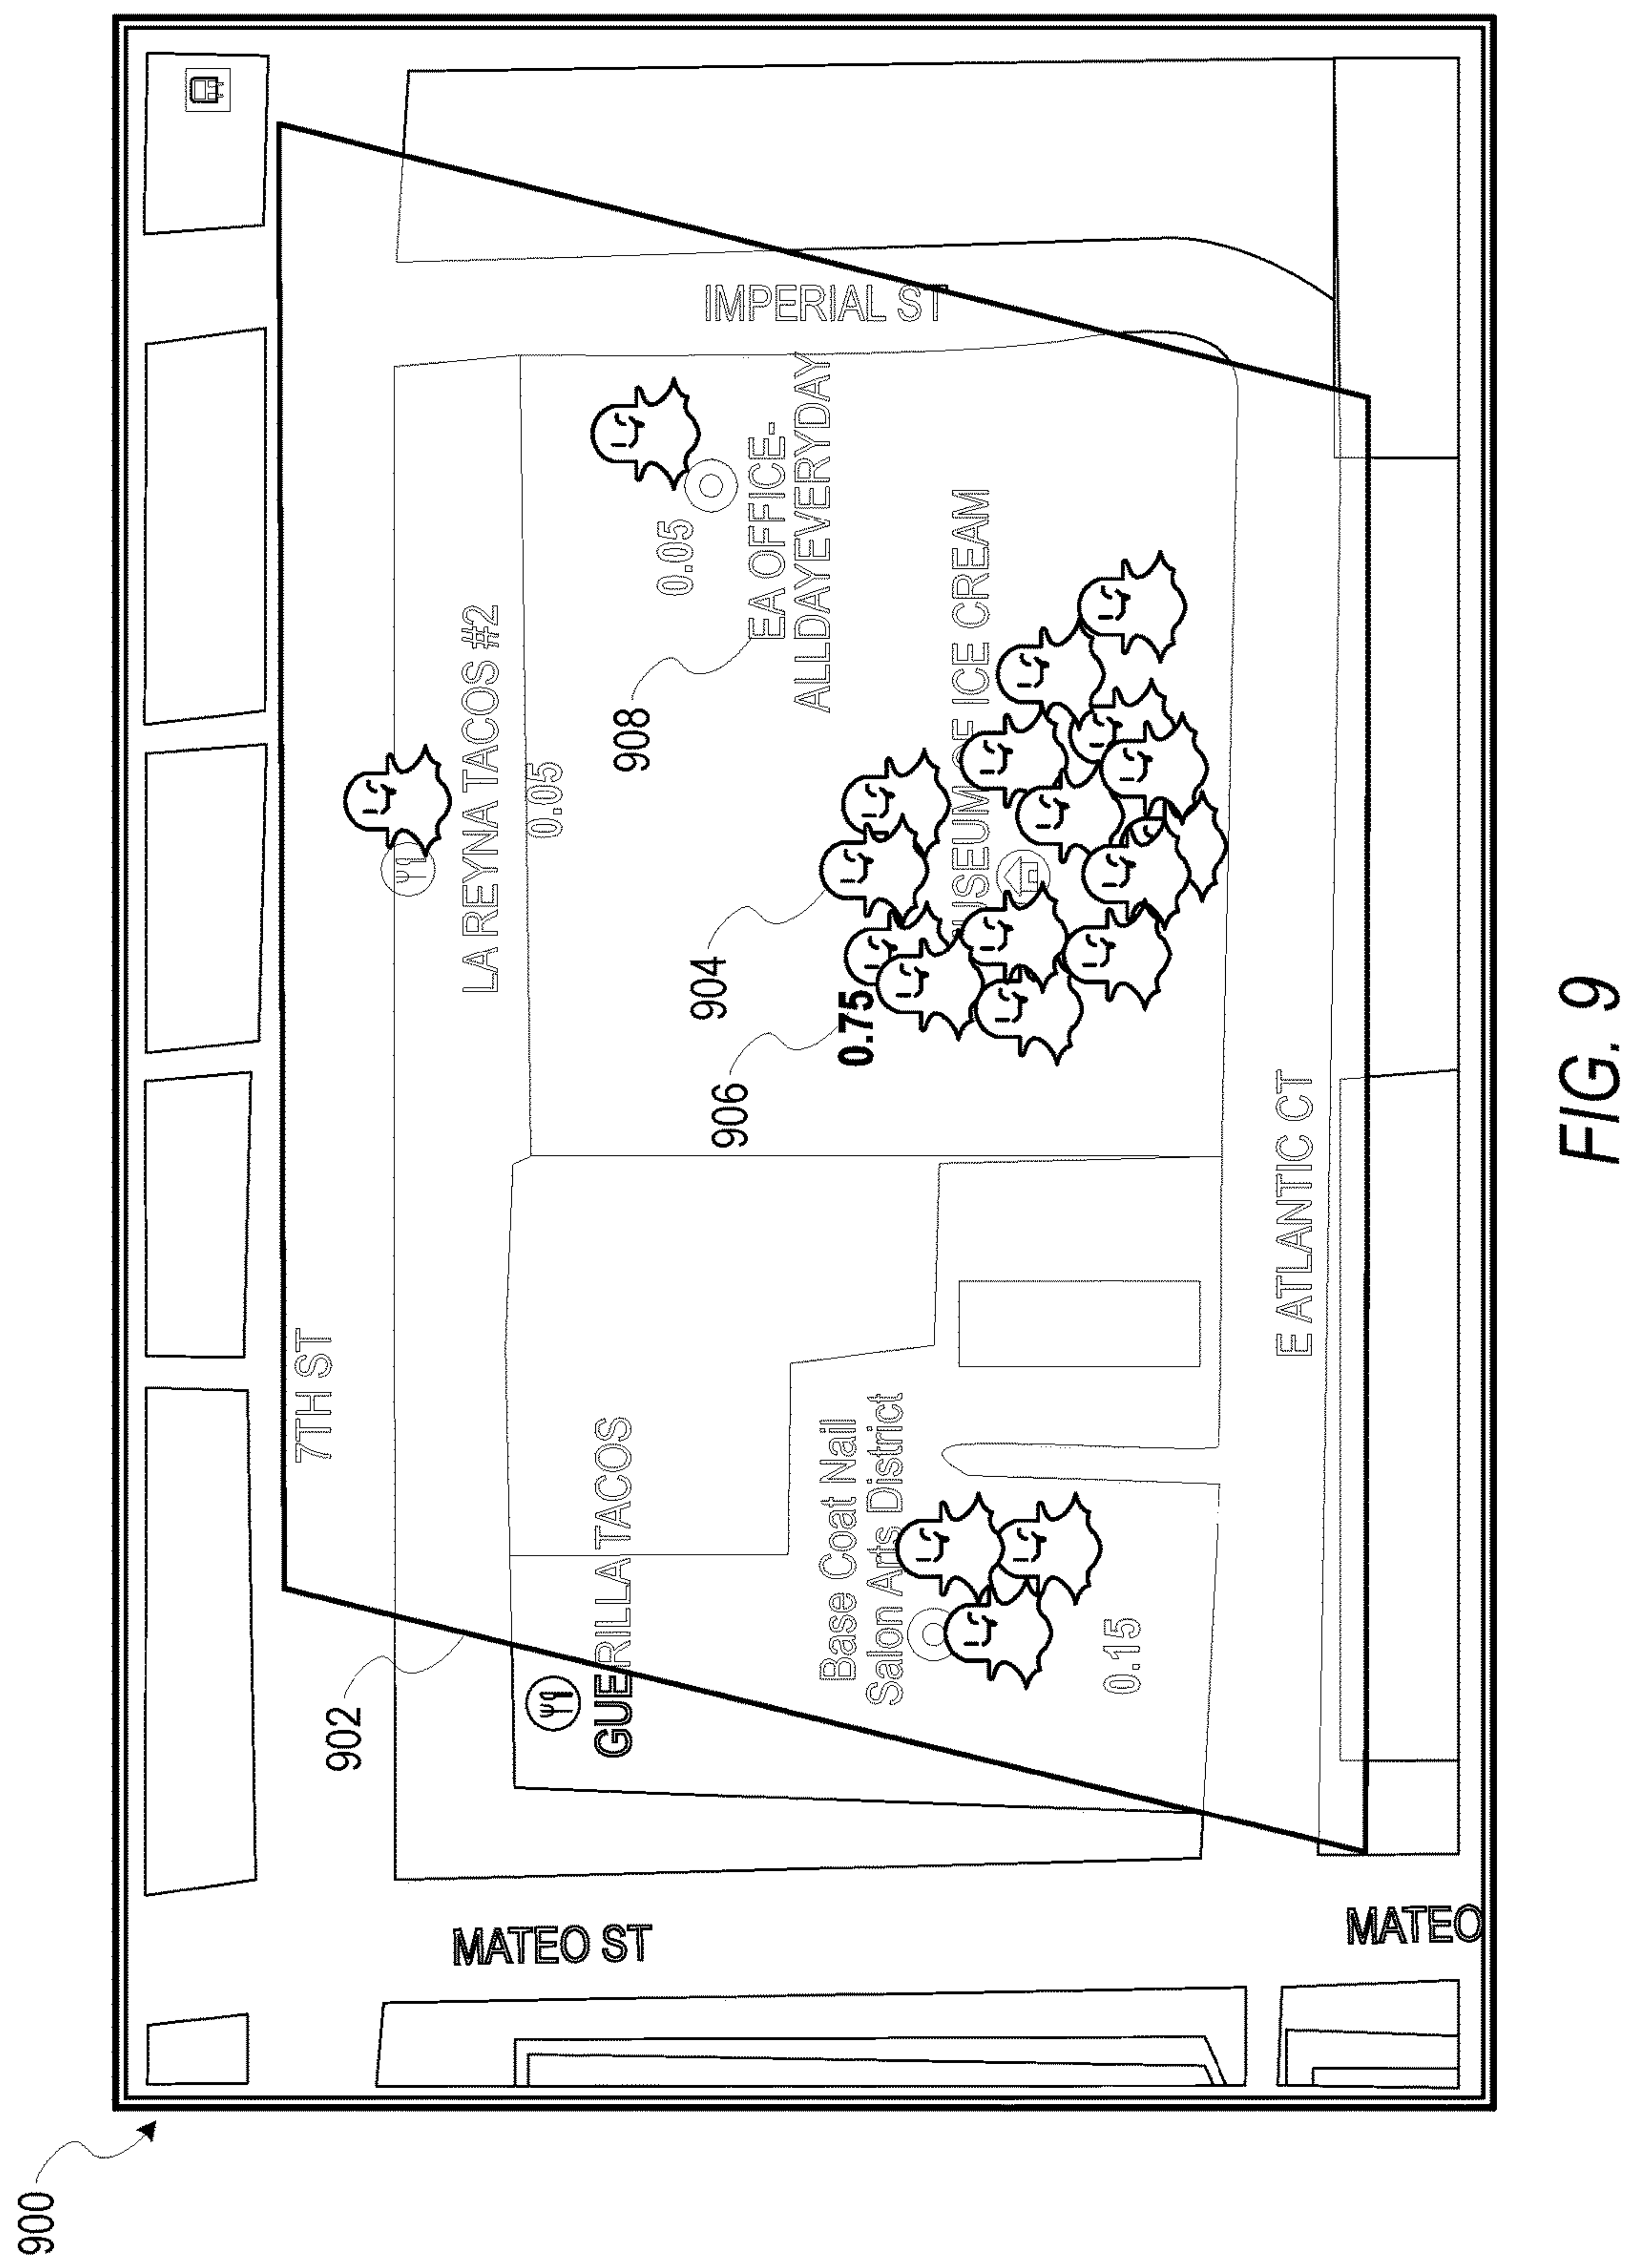 900
7TH ST
902
LA REYNA TACOS #2
0.05
GUERILLA TACOS
MATEO ST
IMPERIAL ST
0.05
908
EA OFFICE-
ALLDAYEVERYDAY
904
906
0.75
OF ICE CREAM
Base Coat Nail
Salon Arts District
0.15
E ATLANTIC CT
MATEO
FIG. 9